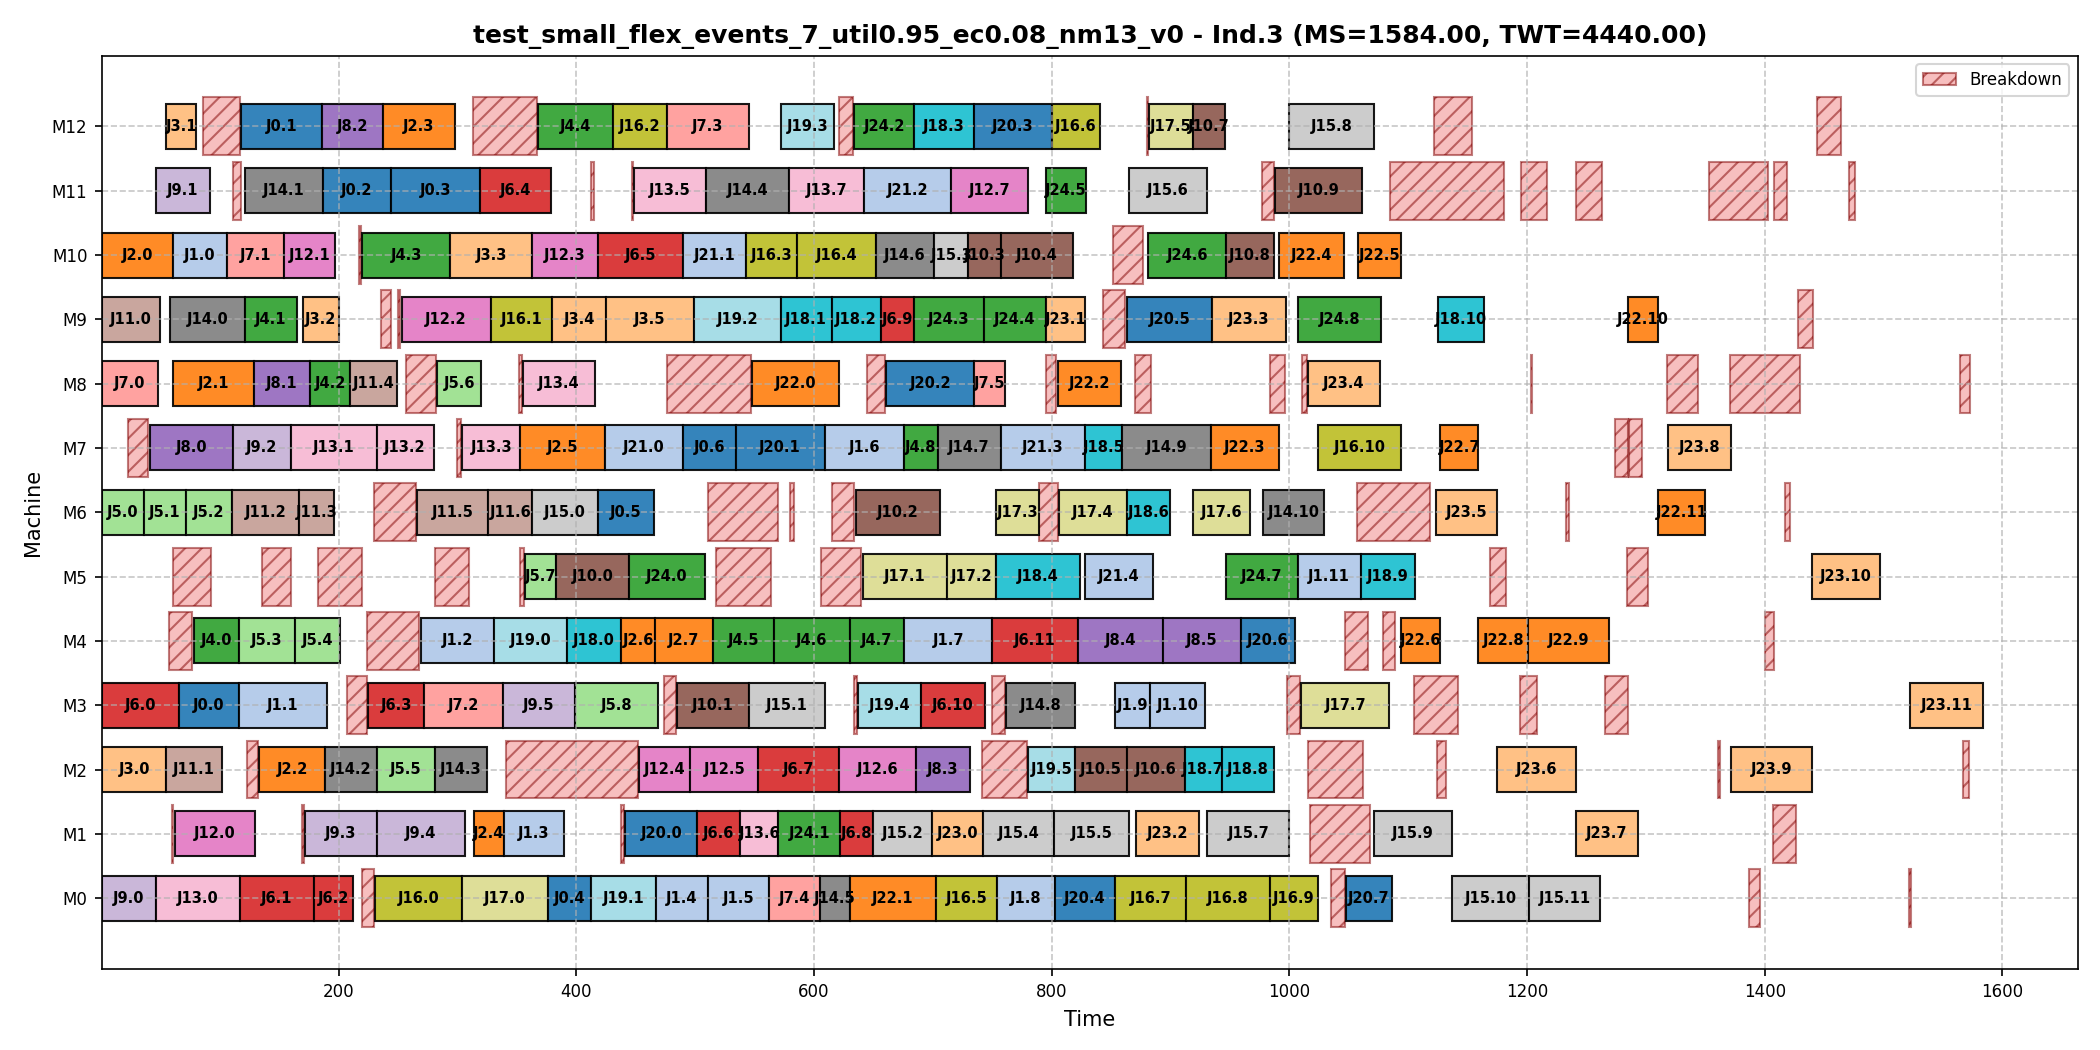 test_small_flex_events_7_util0.95_ec0.08_nm13_v0 - Ind.3 (MS=1584.00, TWT=4440.00)
Breakdown
M12 J3.1 J0.1 J8.2 J2.3 J4.4 J16.2 J7.3 J19.3 J24.2 J18.3 J20.3 J16.6 J17.5 J10.7 J15.8
M11 J9.1 J14.1 J0.2 J0.3 J6.4 J13.5 J14.4 J13.7 J21.2 J12.7 J24.5 J15.6 J10.9
M10 J2.0 J1.0 J7.1 J12.1 J4.3 J3.3 J12.3 J6.5 J21.1 J16.3 J16.4 J14.6 J15.3 J10.3 J10.4 J24.6 J10.8 J22.4 J22.5
M9 J11.0 J14.0 J4.1 J3.2 J12.2 J16.1 J3.4 J3.5 J19.2 J18.1 J18.2 J6.9 J24.3 J24.4 J23.1 J20.5 J23.3 J24.8 J18.10 J22.10
M8 J7.0 J2.1 J8.1 J4.2 J11.4 J5.6 J13.4 J22.0 J20.2 J7.5 J22.2 J23.4
M7 J8.0 J9.2 J13.1 J13.2 J13.3 J2.5 J21.0 J0.6 J20.1 J1.6 J4.8 J14.7 J21.3 J18.5 J14.9 J22.3 J16.10 J22.7 J23.8
M6 J5.0 J5.1 J5.2 J11.2 J11.3 J11.5 J11.6 J15.0 J0.5 J10.2 J17.3 J17.4 J18.6 J17.6 J14.10 J23.5 J22.11
M5 J5.7 J10.0 J24.0 J17.1 J17.2 J18.4 J21.4 J24.7 J1.11 J18.9 J23.10
M4 J4.0 J5.3 J5.4 J1.2 J19.0 J18.0 J2.6 J2.7 J4.5 J4.6 J4.7 J1.7 J6.11 J8.4 J8.5 J20.6 J22.6 J22.8 J22.9
M3 J6.0 J0.0 J1.1 J6.3 J7.2 J9.5 J5.8 J10.1 J15.1 J19.4 J6.10 J14.8 J1.9 J1.10 J17.7 J23.11
M2 J3.0 J11.1 J2.2 J14.2 J5.5 J14.3 J12.4 J12.5 J6.7 J12.6 J8.3 J19.5 J10.5 J10.6 J18.7 J18.8 J23.6 J23.9
M1 J12.0 J9.3 J9.4 J2.4 J1.3 J20.0 J6.6 J13.6 J24.1 J6.8 J15.2 J23.0 J15.4 J15.5 J23.2 J15.7 J15.9 J23.7
M0 J9.0 J13.0 J6.1 J6.2 J16.0 J17.0 J0.4 J19.1 J1.4 J1.5 J7.4 J14.5 J22.1 J16.5 J1.8 J20.4 J16.7 J16.8 J16.9 J20.7 J15.10 J15.11
200 400 600 800 1000 1200 1400 1600
Time
Machine